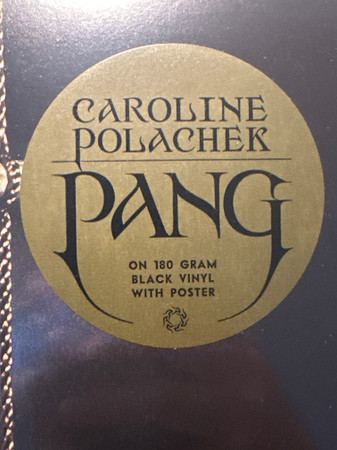 CAROLINE
POLACHEK
PANG
ON 180 GRAM
BLACK VINYL
WITH POSTER